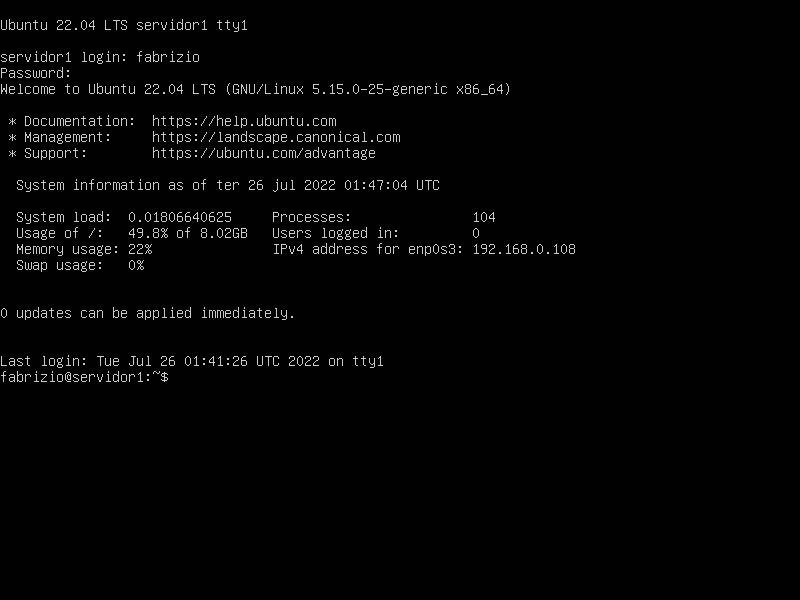 Ubuntu 22.04 LTS servidor1 tty1
servidor1 login: fabrizio
Password:
Welcome to Ubuntu 22.04 LTS (GNU/Linux 5.15.0-25-generic x86_64)
* Documentation: https://help.ubuntu.com
* Management: https://landscape.canonical.com
* Support: https://ubuntu.com/advantage
System information as of ter 26 jul 2022 01:47:04 UTC
System load: 0.01806640625 Processes: 104
Usage of /: 49.8% of 8.02GB Users logged in: 0
Memory usage: 22% IPv4 address for enp0s3: 192.168.0.108
Swap usage: 0%
0 updates can be applied immediately.
Last login: Tue Jul 26 01:41:26 UTC 2022 on tty1
fabrizio@servidor1:~$